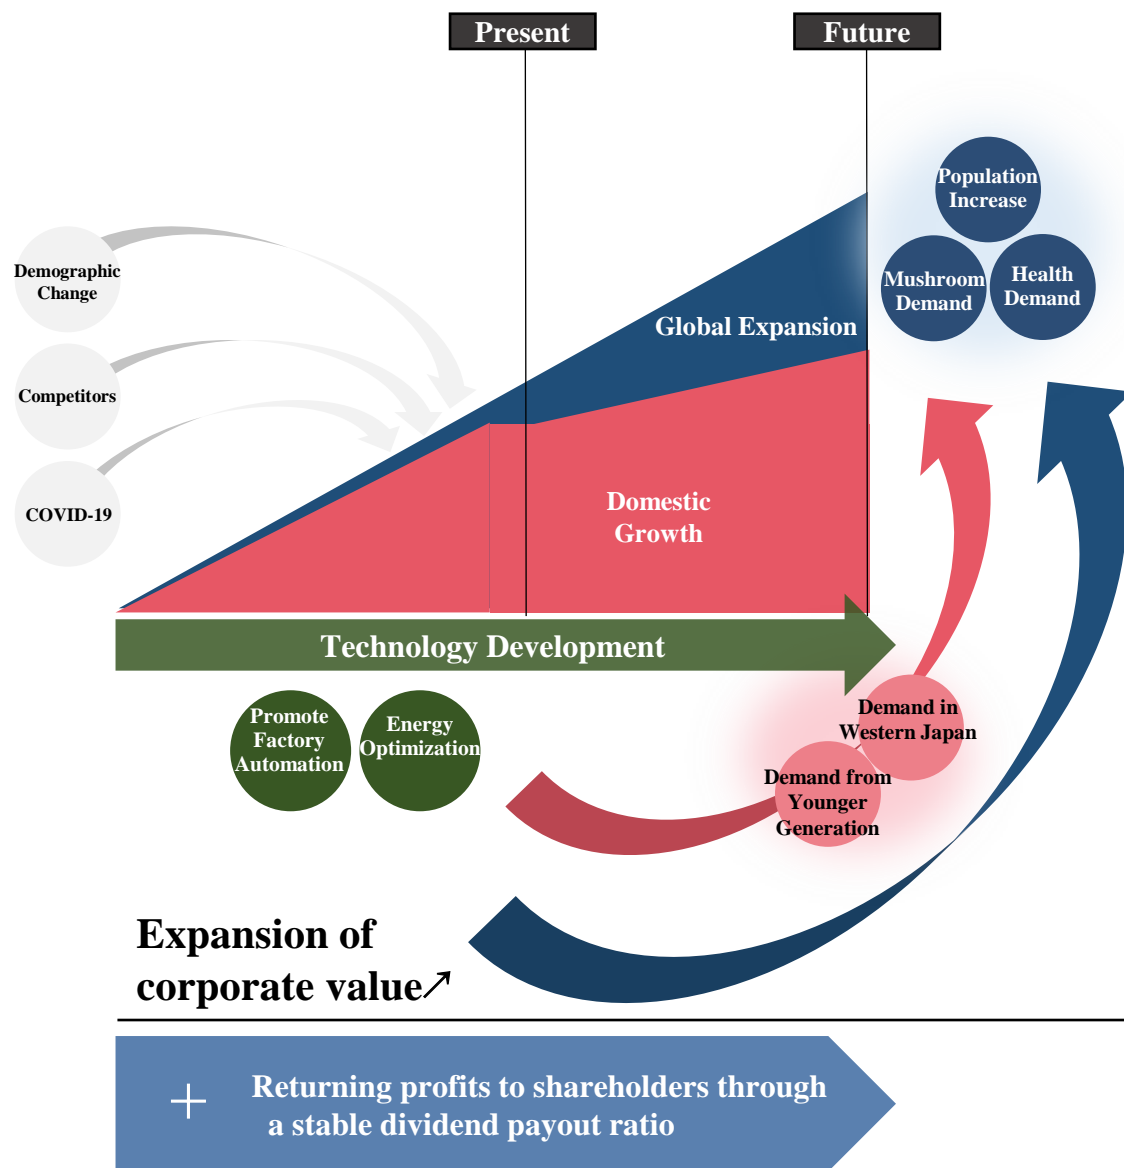 Present
Future
Population
Increase
Mushroom
Demand
Health
Demand
Demographic
Change
Competitors
COVID-19
Global Expansion
Domestic
Growth
Technology Development
Promote
Factory
Automation
Energy
Optimization
Demand in
Western Japan
Demand from
Younger
Generation
Expansion of
corporate value↗
+ Returning profits to shareholders through
a stable dividend payout ratio